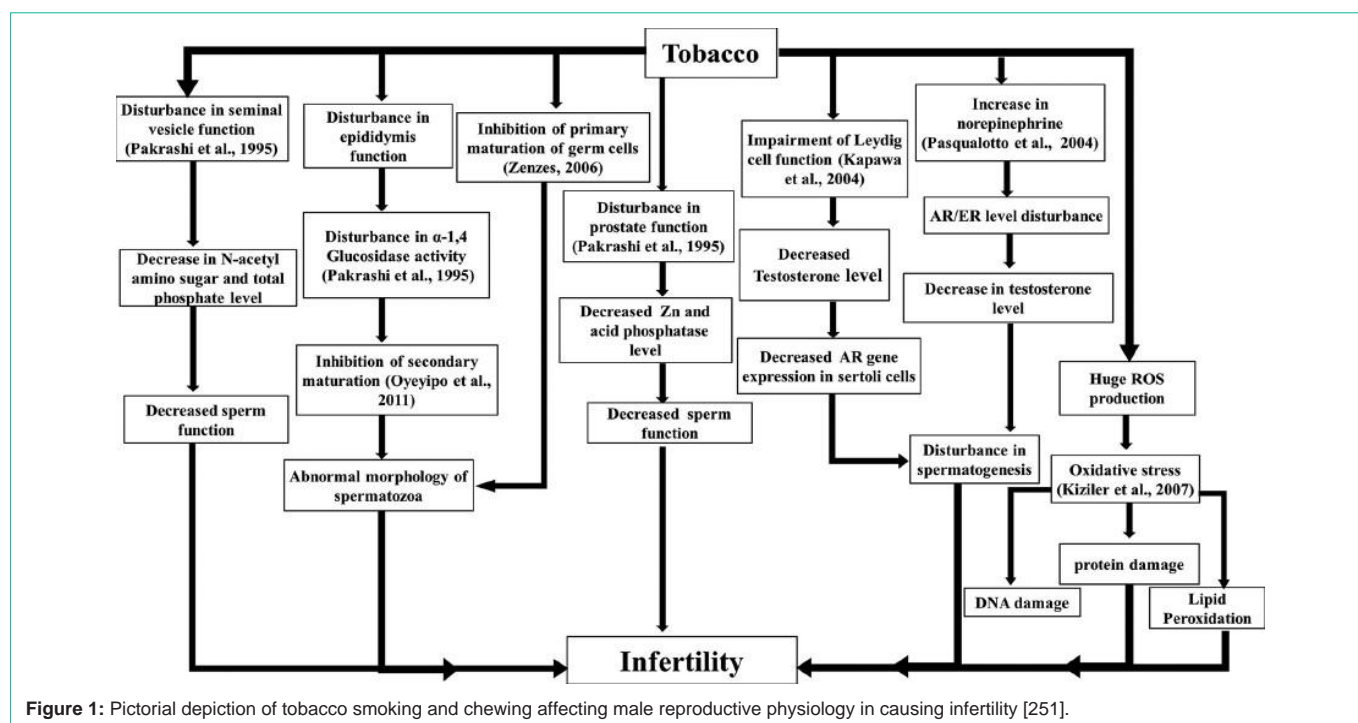 Tobacco
Disturbance in seminal
vesicle function
(Pakrashi et al., 1995)
Decrease in N-acetyl
amino sugar and total
phosphate level
Decreased sperm
function
Disturbance in
epididymis
function
Disturbance in α-1,4
Glucosidase activity
(Pakrashi et al., 1995)
Inhibition of secondary
maturation (Oyeyipo et al.,
2011)
Abnormal morphology of
spermatozoa
Inhibition of primary
maturation of germ cells
(Zenzes, 2006)
Disturbance in
prostate function
(Pakrashi et al., 1995)
Decreased Zn and
acid phosphatase
level
Decreased sperm
function
Impairment of Leydig
cell function (Kapawa
et al., 2004)
Decreased
Testosterone level
Decreased AR gene
expression in sertoli cells
Increase in
norepinephrine
(Pasqualotto et al., 2004)
AR/ER level disturbance
Decrease in testosterone
level
Disturbance in
spermatogenesis
Huge ROS
production
Oxidative stress
(Kiziler et al., 2007)
DNA damage
protein damage
Lipid
Peroxidation
Infertility
Figure 1: Pictorial depiction of tobacco smoking and chewing affecting male reproductive physiology in causing infertility [251].